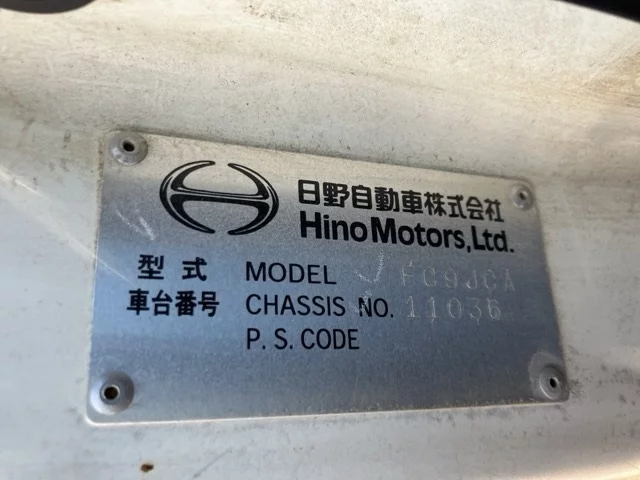 日野自動車株式会社
Hino Motors, Ltd.
型式 MODEL FC9JCA
車台番号 CHASSIS NO. 11036
P.S. CODE